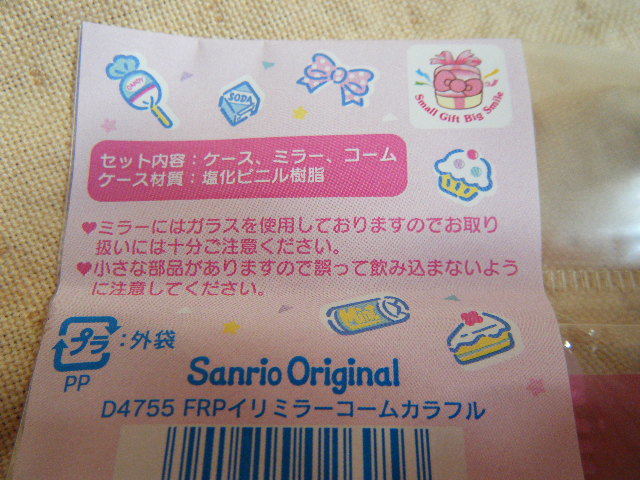 CANDY
SODA
Small Gift Big Smile
セット内容:ケース、ミラー、コーム
ケース材質:塩化ビニル樹脂
♥ミラーにはガラスを使用しておりますのでお取り
扱いには十分ご注意ください。
♥小さな部品がありますので誤って飲み込まないよう
に注意してください。
プラ:外袋
PP
Sanrio Original
D4755 FRPイリミラーコームカラフル